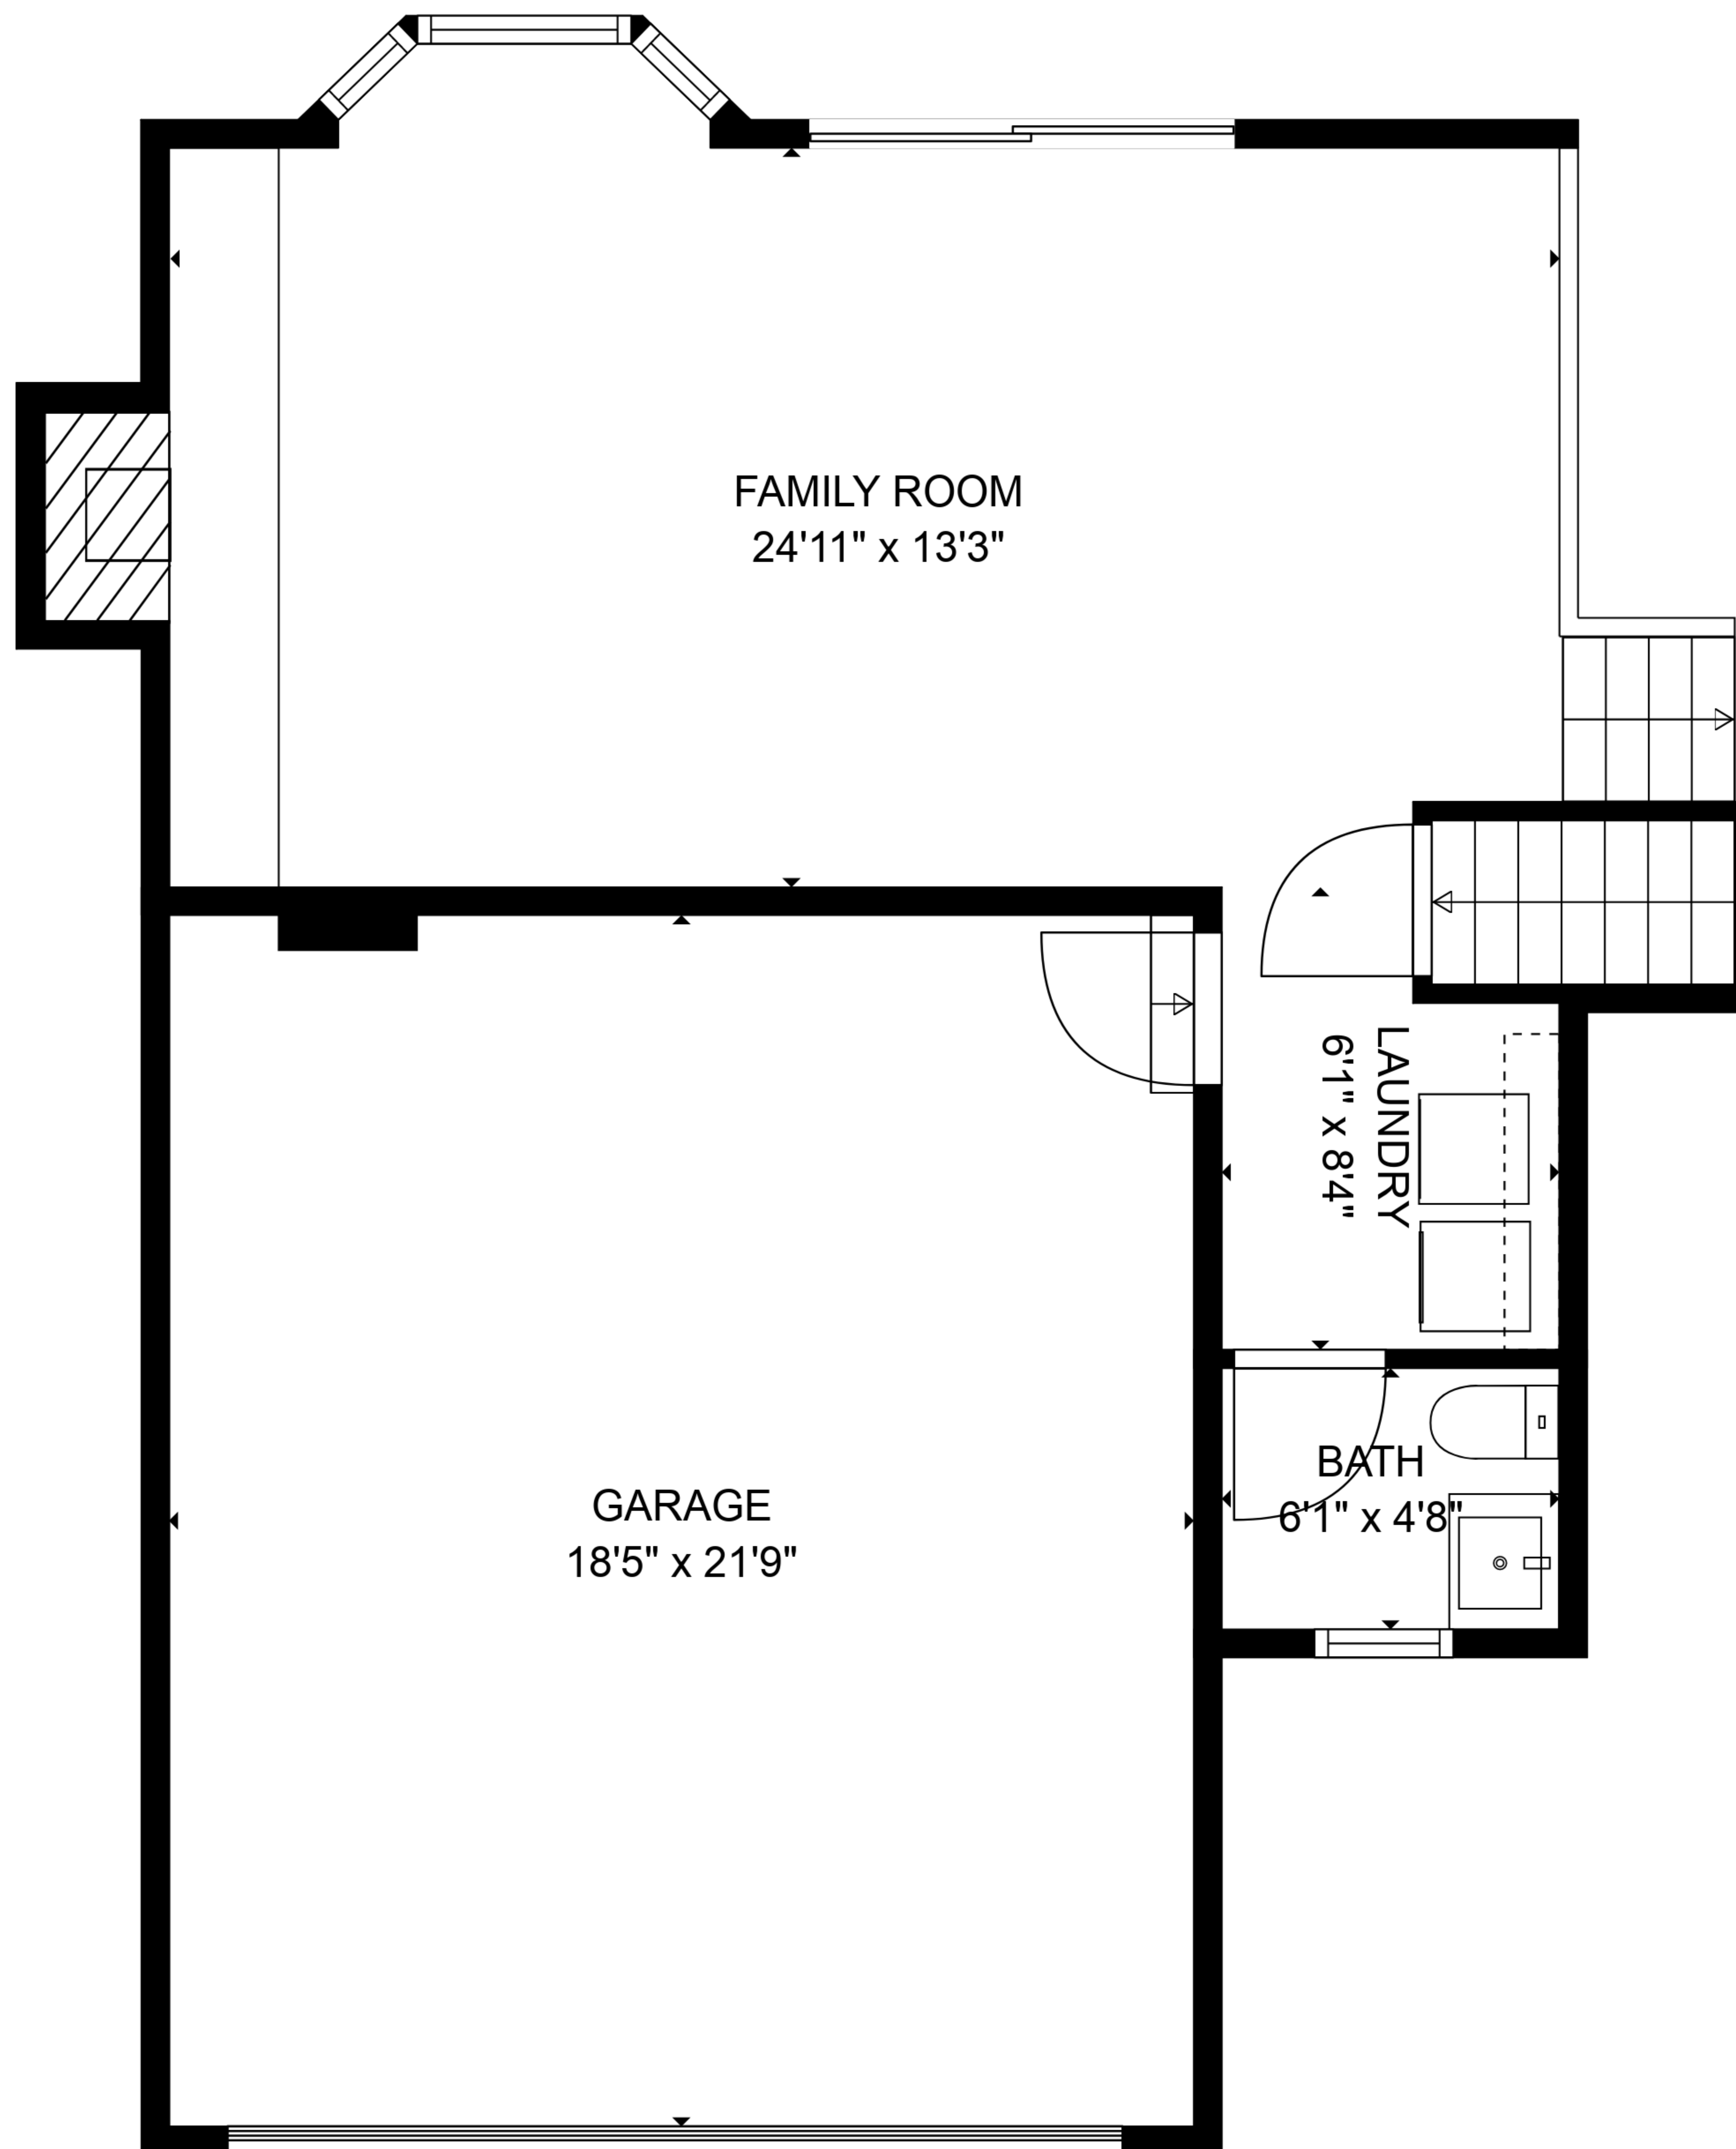 FAMILY ROOM
24'11" x 13'3"
LAUNDRY
6'1" x 8'4"
BATH
6'1" x 4'8"
GARAGE
18'5" x 21'9"